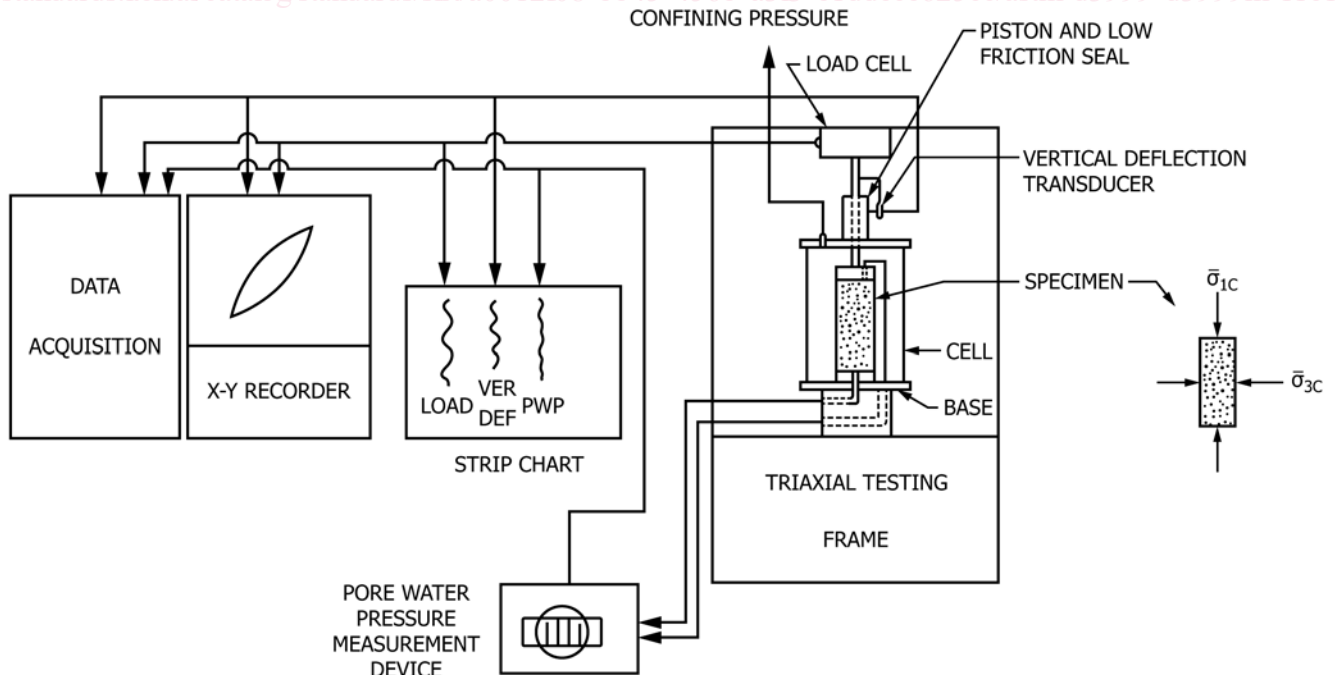 CONFINING PRESSURE
PISTON AND LOW
FRICTION SEAL
LOAD CELL
VERTICAL DEFLECTION
TRANSDUCER
DATA
ACQUISITION
X-Y RECORDER
LOAD
VER
DEF
PWP
STRIP CHART
SPECIMEN
CELL
BASE
σ̄1C
σ̄3C
TRIAXIAL TESTING
FRAME
PORE WATER
PRESSURE
MEASUREMENT
DEVICE